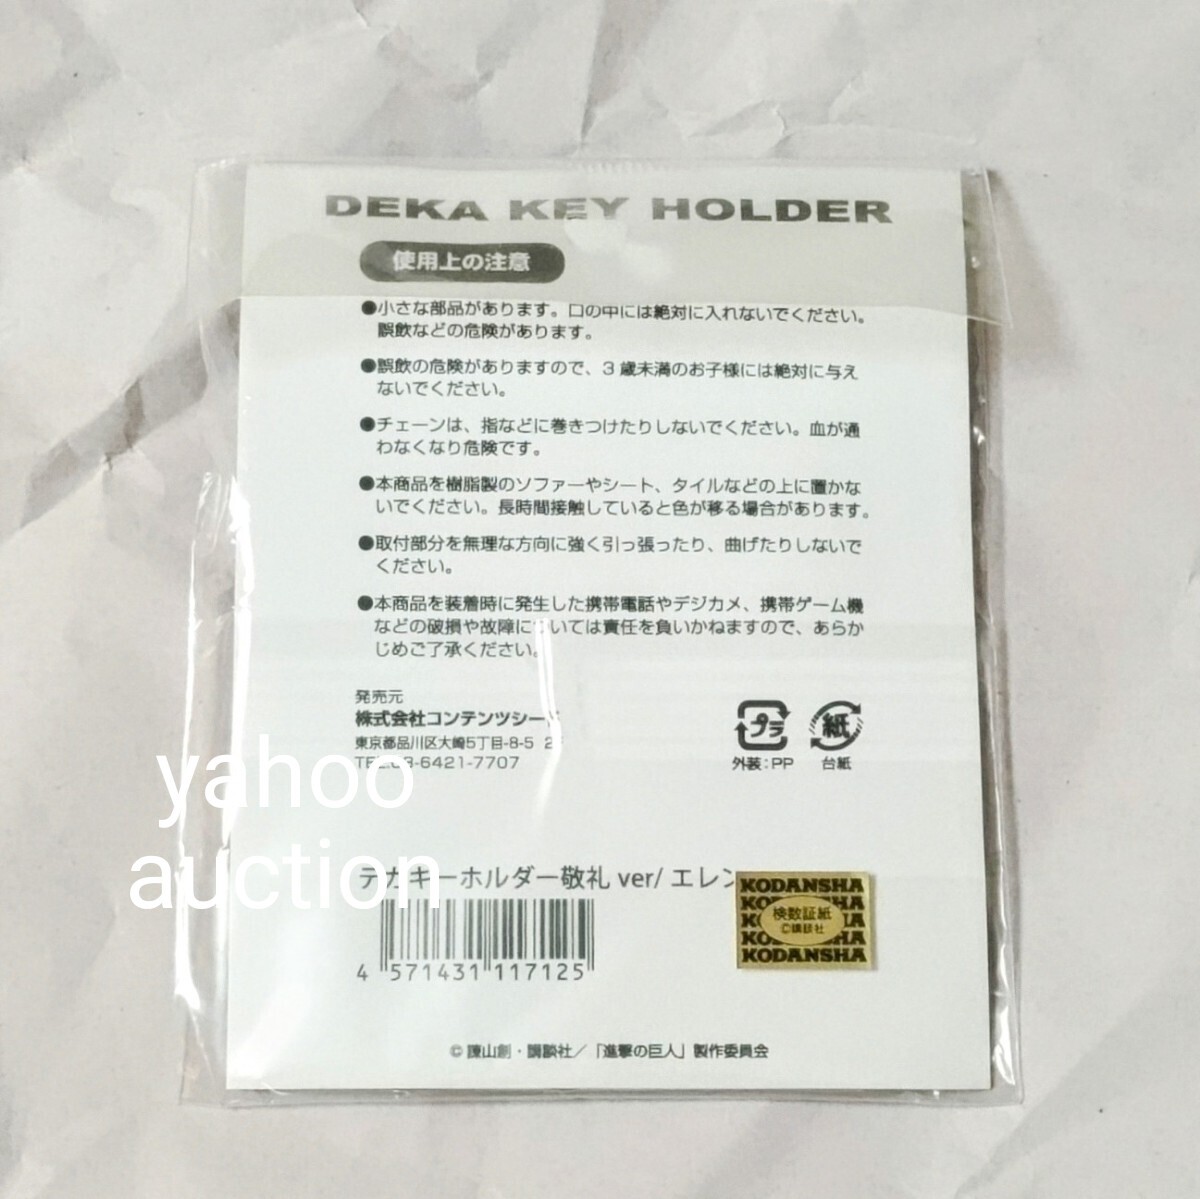 DEKA KEY HOLDER
使用上の注意
●小さな部品があります。口の中には絶対に入れないでください。
誤飲などの危険があります。
●誤飲の危険がありますので、3歳未満のお子様には絶対に与え
ないでください。
●チェーンは、指などに巻きつけたりしないでください。血が通
わなくなり危険です。
●本商品を樹脂製のソファーやシート、タイルなどの上に置かな
いでください。長時間接触していると色が移る場合があります。
●取付部分を無理な方向に強く引っ張ったり、曲げたりしないで
ください。
●本商品を装着時に発生した携帯電話やデジカメ、携帯ゲーム機
などの破損や故障については責任を負いかねますので、あらか
じめご了承ください。
発売元
株式会社コンテンツシード
東京都品川区大崎5丁目-8-5
TEL.03-6421-7707
プラ
外装：PP
紙
台紙
yahoo
auction
デカキーホルダー敬礼 ver/ エレン
4 571431 117125
KODANSHA
検数証紙
©講談社
KODANSHA
© 諫山創・講談社／「進撃の巨人」製作委員会